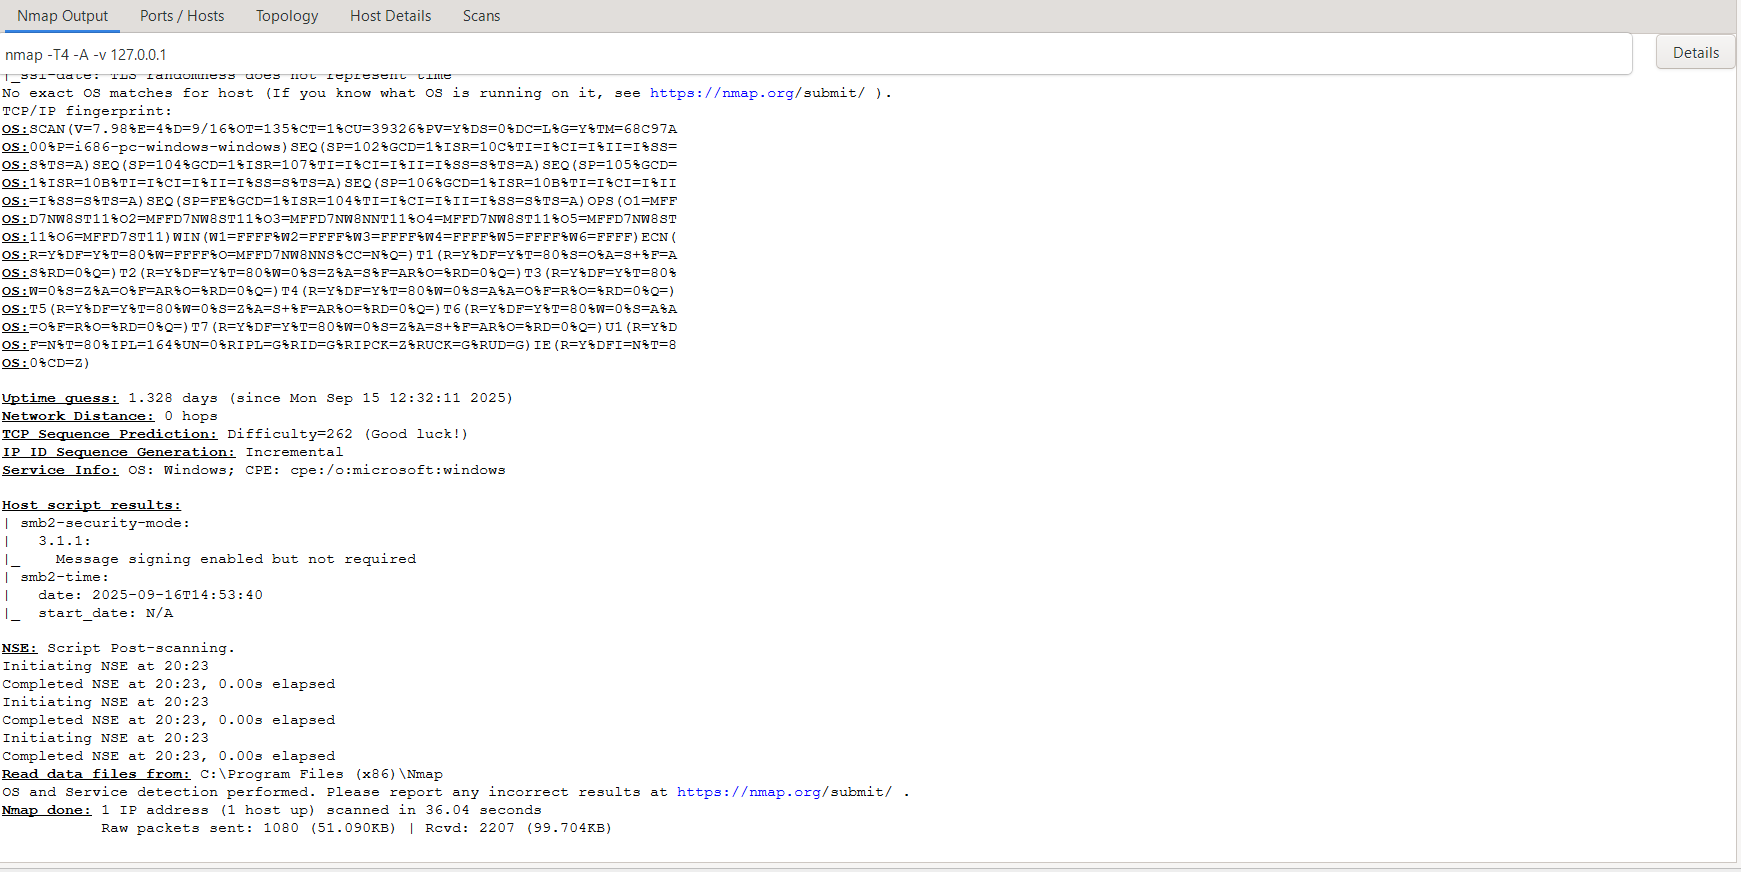 Nmap Output Ports / Hosts Topology Host Details Scans
nmap -T4 -A -v 127.0.0.1 Details
|_ssl-date: TLS randomness does not represent time
No exact OS matches for host (If you know what OS is running on it, see https://nmap.org/submit/ ).
TCP/IP fingerprint:
OS:SCAN(V=7.98%E=4%D=9/16%OT=135%CT=1%CU=39326%PV=Y%DS=0%DC=L%G=Y%TM=68C97A
OS:00%P=i686-pc-windows-windows)SEQ(SP=102%GCD=1%ISR=10C%TI=I%CI=I%II=I%SS=
OS:S%TS=A)SEQ(SP=104%GCD=1%ISR=107%TI=I%CI=I%II=I%SS=S%TS=A)SEQ(SP=105%GCD=
OS:1%ISR=10B%TI=I%CI=I%II=I%SS=S%TS=A)SEQ(SP=106%GCD=1%ISR=10B%TI=I%CI=I%II
OS:=I%SS=S%TS=A)SEQ(SP=FE%GCD=1%ISR=104%TI=I%CI=I%II=I%SS=S%TS=A)OPS(O1=MFF
OS:D7NW8ST11%O2=MFFD7NW8ST11%O3=MFFD7NW8NNT11%O4=MFFD7NW8ST11%O5=MFFD7NW8ST
OS:11%O6=MFFD7ST11)WIN(W1=FFFF%W2=FFFF%W3=FFFF%W4=FFFF%W5=FFFF%W6=FFFF)ECN(
OS:R=Y%DF=Y%T=80%W=FFFF%O=MFFD7NW8NNS%CC=N%Q=)T1(R=Y%DF=Y%T=80%S=O%A=S+%F=A
OS:S%RD=0%Q=)T2(R=Y%DF=Y%T=80%W=0%S=Z%A=S%F=AR%O=%RD=0%Q=)T3(R=Y%DF=Y%T=80%
OS:W=0%S=Z%A=O%F=AR%O=%RD=0%Q=)T4(R=Y%DF=Y%T=80%W=0%S=A%A=O%F=R%O=%RD=0%Q=)
OS:T5(R=Y%DF=Y%T=80%W=0%S=Z%A=S+%F=AR%O=%RD=0%Q=)T6(R=Y%DF=Y%T=80%W=0%S=A%A
OS:=O%F=R%O=%RD=0%Q=)T7(R=Y%DF=Y%T=80%W=0%S=Z%A=S+%F=AR%O=%RD=0%Q=)U1(R=Y%D
OS:F=N%T=80%IPL=164%UN=0%RIPL=G%RID=G%RIPCK=Z%RUCK=G%RUD=G)IE(R=Y%DFI=N%T=8
OS:0%CD=Z)
Uptime guess: 1.328 days (since Mon Sep 15 12:32:11 2025)
Network Distance: 0 hops
TCP Sequence Prediction: Difficulty=262 (Good luck!)
IP ID Sequence Generation: Incremental
Service Info: OS: Windows; CPE: cpe:/o:microsoft:windows
Host script results:
| smb2-security-mode:
|   3.1.1:
|_    Message signing enabled but not required
| smb2-time:
|   date: 2025-09-16T14:53:40
|_  start_date: N/A
NSE: Script Post-scanning.
Initiating NSE at 20:23
Completed NSE at 20:23, 0.00s elapsed
Initiating NSE at 20:23
Completed NSE at 20:23, 0.00s elapsed
Initiating NSE at 20:23
Completed NSE at 20:23, 0.00s elapsed
Read data files from: C:\Program Files (x86)\Nmap
OS and Service detection performed. Please report any incorrect results at https://nmap.org/submit/ .
Nmap done: 1 IP address (1 host up) scanned in 36.04 seconds
Raw packets sent: 1080 (51.090KB) | Rcvd: 2207 (99.704KB)